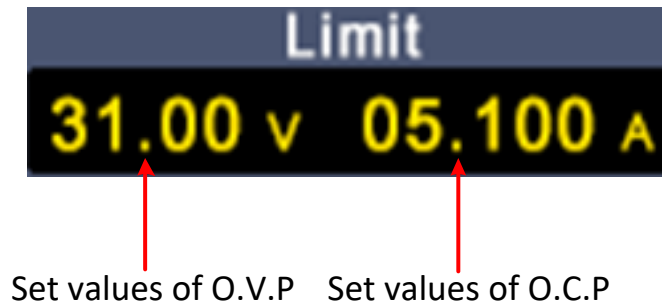 Limit
31.00 V 05.100 A
Set values of O.V.P Set values of O.C.P